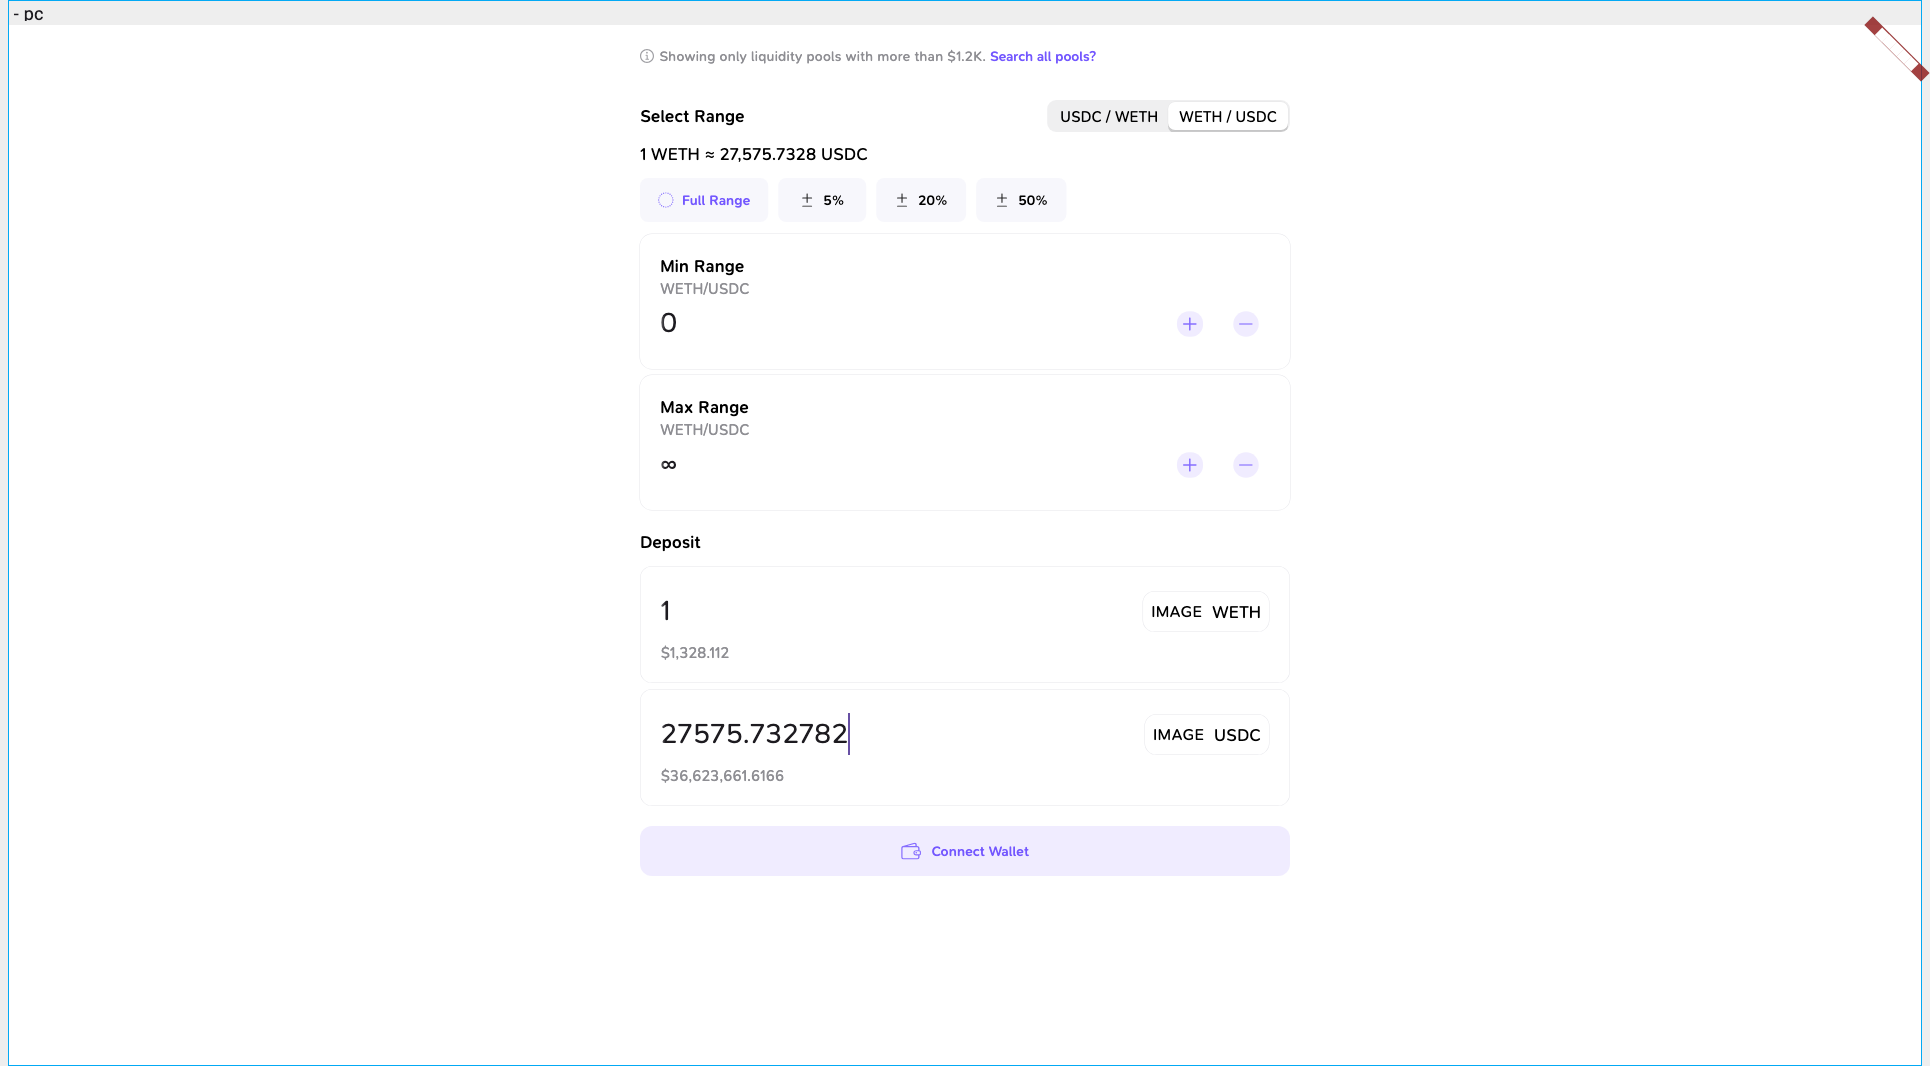 - pc
Showing only liquidity pools with more than $1.2K. Search all pools?
Select Range
USDC / WETH WETH / USDC
1 WETH ≈ 27,575.7328 USDC
Full Range ± 5% ± 20% ± 50%
Min Range
WETH/USDC
0
Max Range
WETH/USDC
∞
Deposit
1
IMAGE WETH
$1,328.112
27575.732782
IMAGE USDC
$36,623,661.6166
Connect Wallet